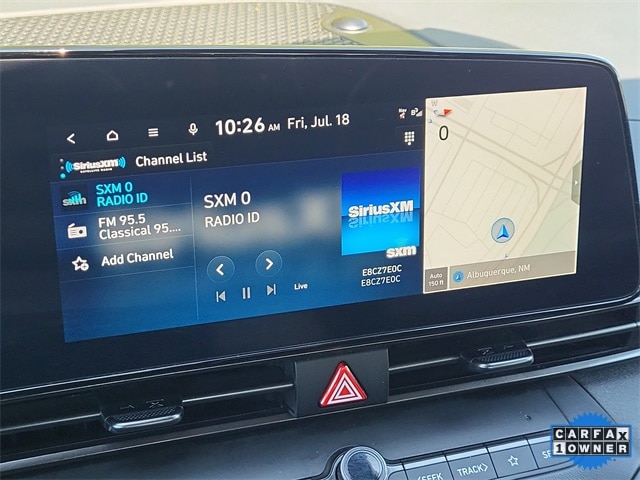 10:26 AM Fri, Jul. 18
((SiriusXM))
SATELLITE RADIO
Channel List
SXM 0
RADIO ID
FM 95.5
Classical 95....
Add Channel
SXM 0
RADIO ID
SiriusXM
sxm
E8CZ7E0C
E8CZ7E0C
Live
W
0
Auto
150 ft
Albuquerque, NM
<SEEK
TRACK>
CARFAX
1 OWNER